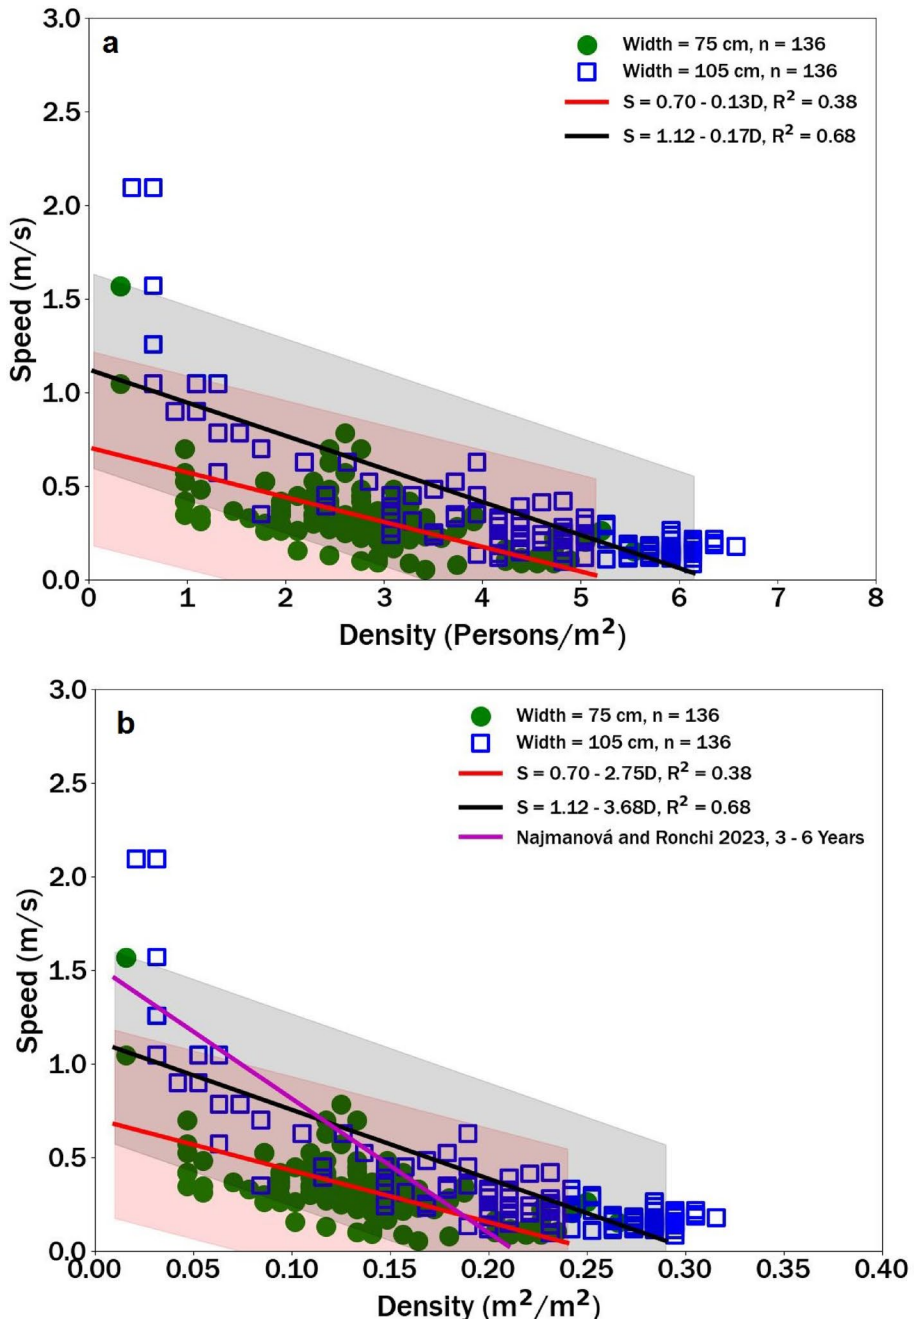 a
3.0
2.5
2.0
1.5
1.0
0.5
0.0
Speed (m/s)
Width = 75 cm, n = 136
Width = 105 cm, n = 136
S = 0.70 - 0.13D, R² = 0.38
S = 1.12 - 0.17D, R² = 0.68
0 1 2 3 4 5 6 7 8
Density (Persons/m²)
b
3.0
2.5
2.0
1.5
1.0
0.5
0.0
Speed (m/s)
Width = 75 cm, n = 136
Width = 105 cm, n = 136
S = 0.70 - 2.75D, R² = 0.38
S = 1.12 - 3.68D, R² = 0.68
Najmanová and Ronchi 2023, 3 - 6 Years
0.00 0.05 0.10 0.15 0.20 0.25 0.30 0.35 0.40
Density (m²/m²)